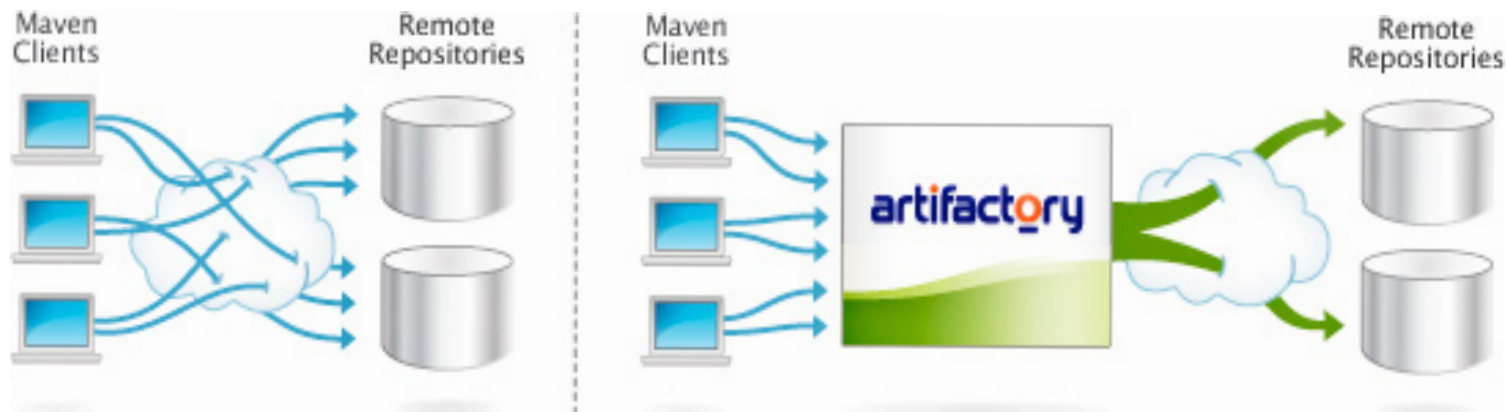 Maven
Clients
Remote
Repositories
Maven
Clients
Remote
Repositories
artifactory